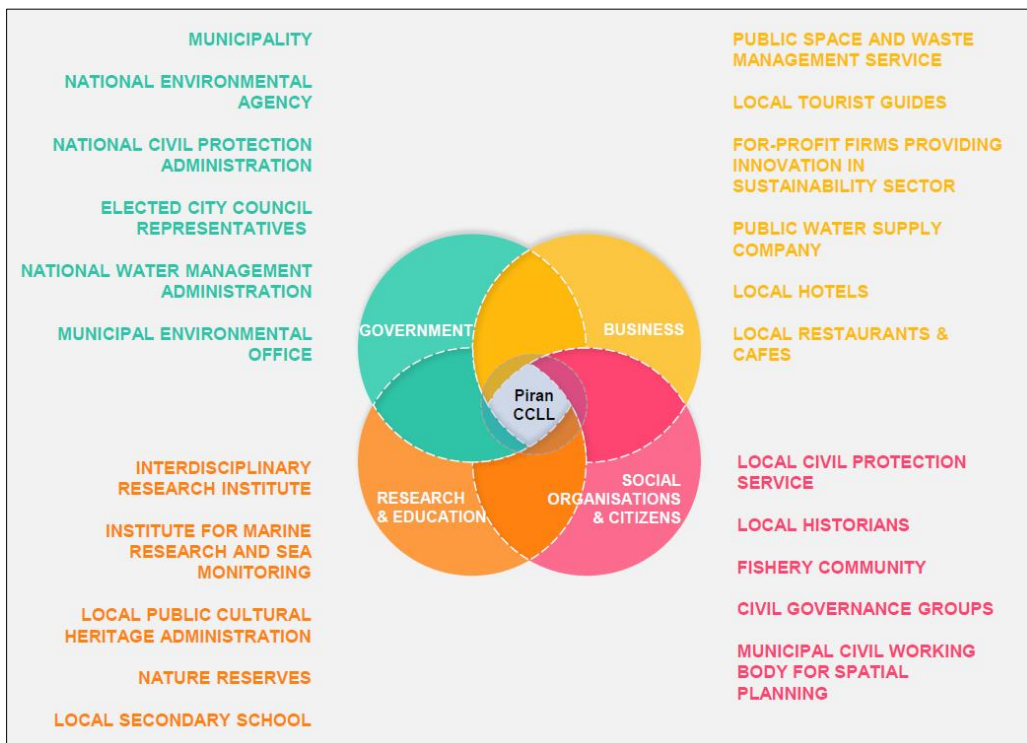 MUNICIPALITY
NATIONAL ENVIRONMENTAL
AGENCY
NATIONAL CIVIL PROTECTION
ADMINISTRATION
ELECTED CITY COUNCIL
REPRESENTATIVES
NATIONAL WATER MANAGEMENT
ADMINISTRATION
MUNICIPAL ENVIRONMENTAL
OFFICE
PUBLIC SPACE AND WASTE
MANAGEMENT SERVICE
LOCAL TOURIST GUIDES
FOR-PROFIT FIRMS PROVIDING
INNOVATION IN
SUSTAINABILITY SECTOR
PUBLIC WATER SUPPLY
COMPANY
LOCAL HOTELS
LOCAL RESTAURANTS &
CAFES
GOVERNMENT
BUSINESS
Piran
CCLL
RESEARCH
& EDUCATION
SOCIAL
ORGANISATIONS
& CITIZENS
INTERDISCIPLINARY
RESEARCH INSTITUTE
INSTITUTE FOR MARINE
RESEARCH AND SEA
MONITORING
LOCAL PUBLIC CULTURAL
HERITAGE ADMINISTRATION
NATURE RESERVES
LOCAL SECONDARY SCHOOL
LOCAL CIVIL PROTECTION
SERVICE
LOCAL HISTORIANS
FISHERY COMMUNITY
CIVIL GOVERNANCE GROUPS
MUNICIPAL CIVIL WORKING
BODY FOR SPATIAL
PLANNING